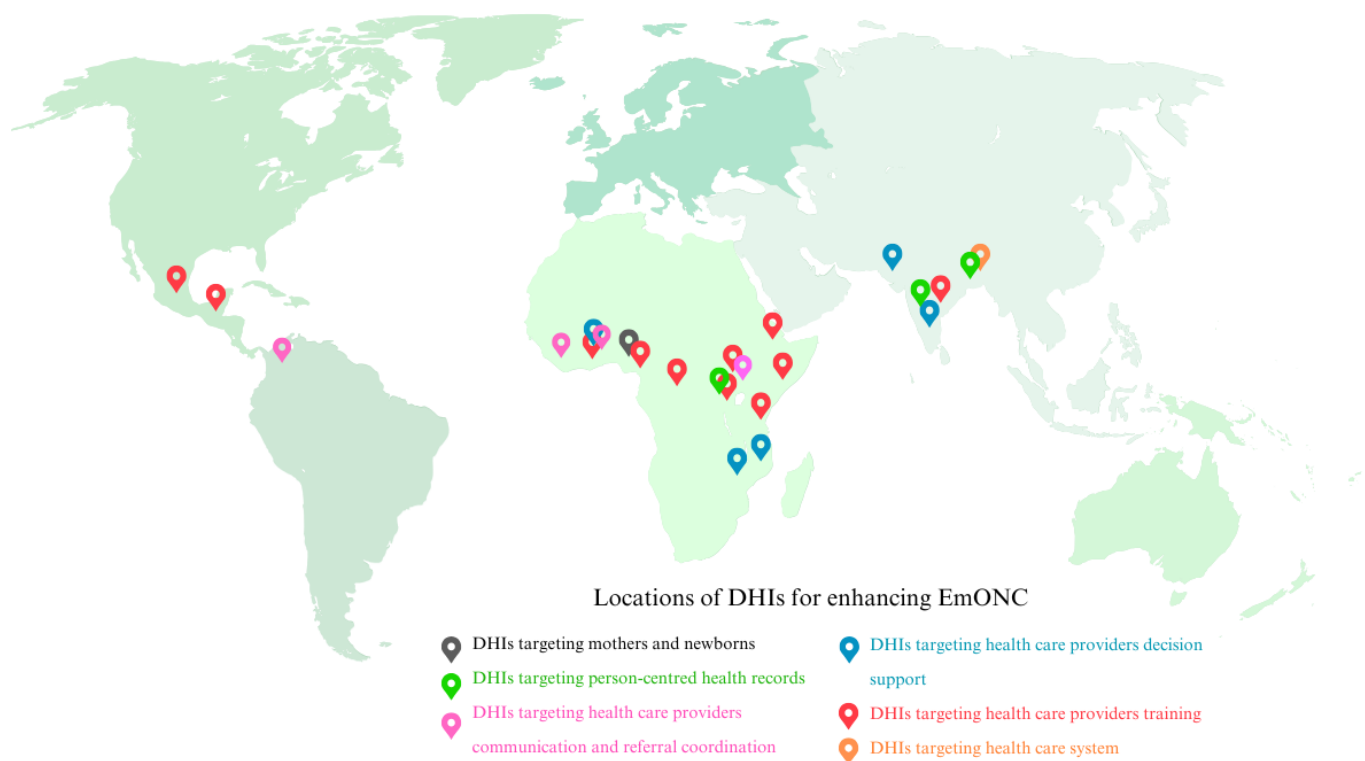 Locations of DHIs for enhancing EmONC
DHIs targeting mothers and newborns
DHIs targeting person-centred health records
DHIs targeting health care providers
communication and referral coordination
DHIs targeting health care providers decision
support
DHIs targeting health care providers training
DHIs targeting health care system